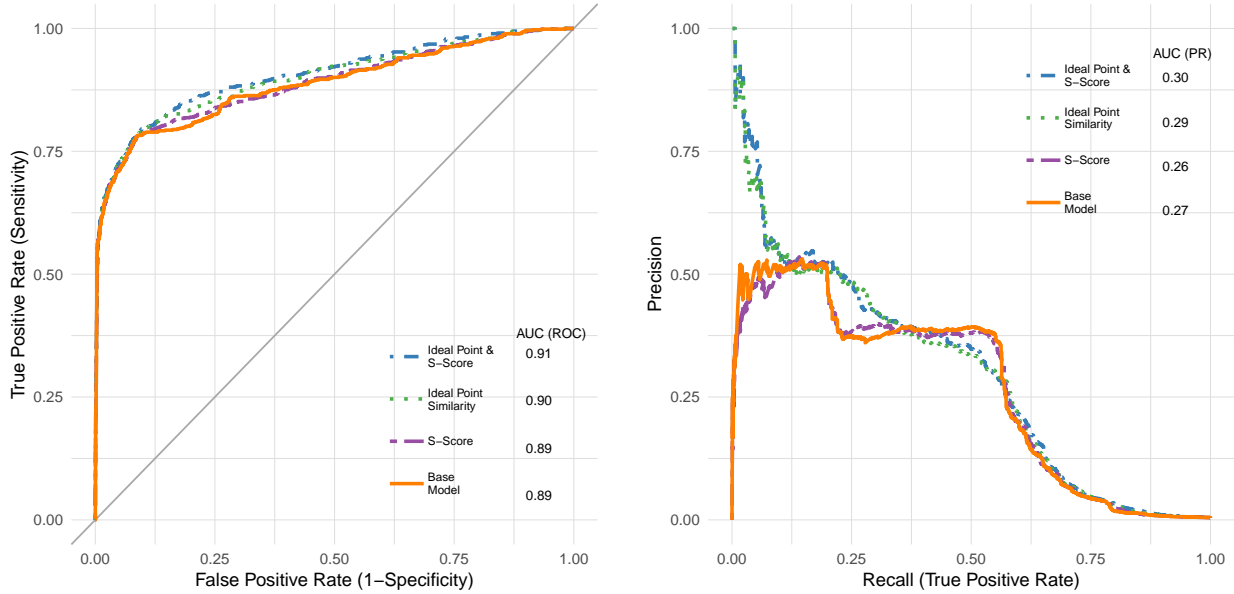 1.00
0.75
0.50
0.25
0.00
True Positive Rate (Sensitivity)
AUC (ROC)
Ideal Point &
S−Score
0.91
Ideal Point
Similarity
0.90
S−Score
0.89
Base
Model
0.89
0.00
0.25
0.50
0.75
1.00
False Positive Rate (1−Specificity)
1.00
0.75
0.50
0.25
0.00
Precision
AUC (PR)
Ideal Point &
S−Score
0.30
Ideal Point
Similarity
0.29
S−Score
0.26
Base
Model
0.27
0.00
0.25
0.50
0.75
1.00
Recall (True Positive Rate)